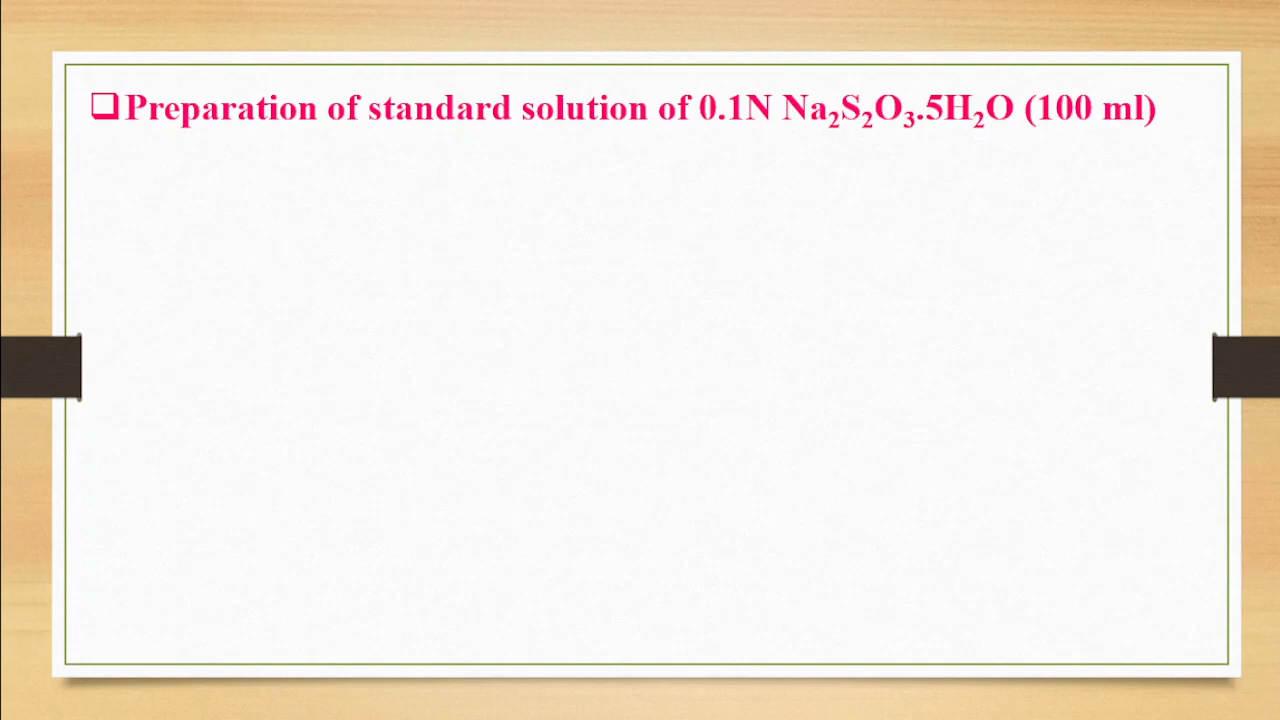 ❑Preparation of standard solution of 0.1N Na₂S₂O₃.5H₂O (100 ml)